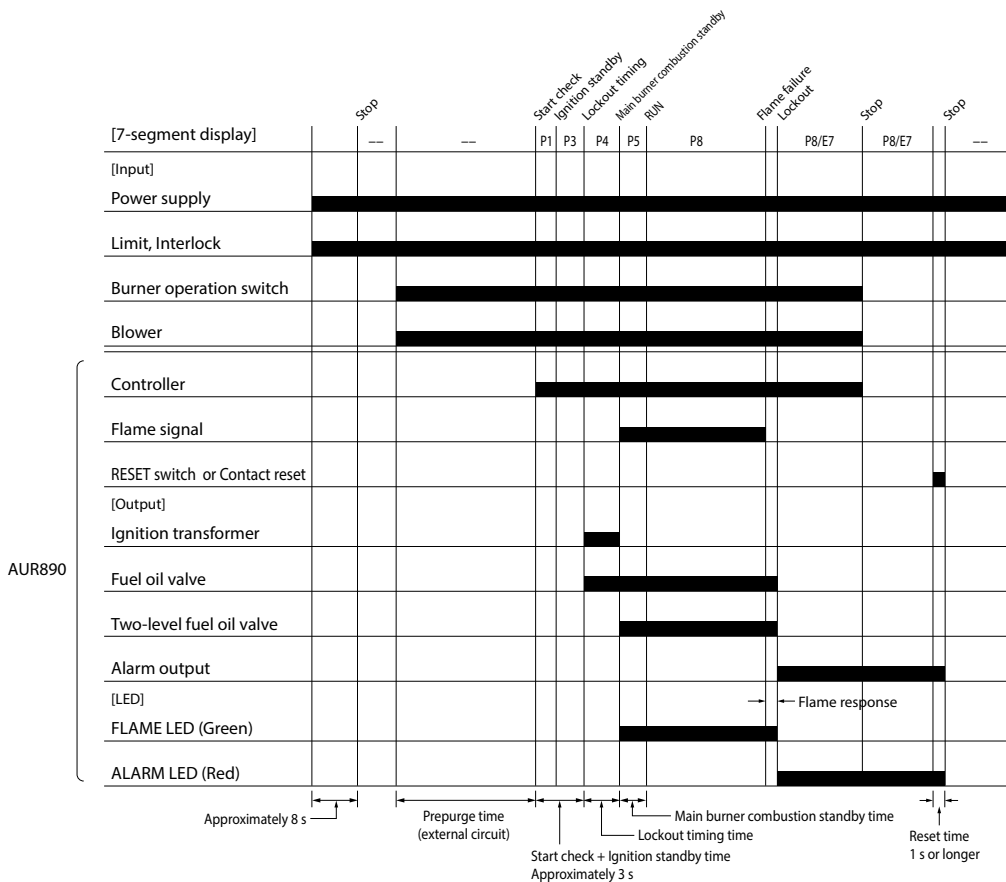 Stop
Start check
Ignition standby
Lockout timing
Main burner combustion standby
RUN
Flame failure
Lockout
Stop
Stop
[7-segment display] –– –– P1 P3 P4 P5 P8 P8/E7 P8/E7 ––
[Input]
Power supply
Limit, Interlock
Burner operation switch
Blower
Controller
Flame signal
RESET switch or Contact reset
[Output]
Ignition transformer
AUR890
Fuel oil valve
Two-level fuel oil valve
Alarm output
[LED]
Flame response
FLAME LED (Green)
ALARM LED (Red)
Approximately 8 s
Prepurge time
(external circuit)
Main burner combustion standby time
Lockout timing time
Start check + Ignition standby time
Approximately 3 s
Reset time
1 s or longer